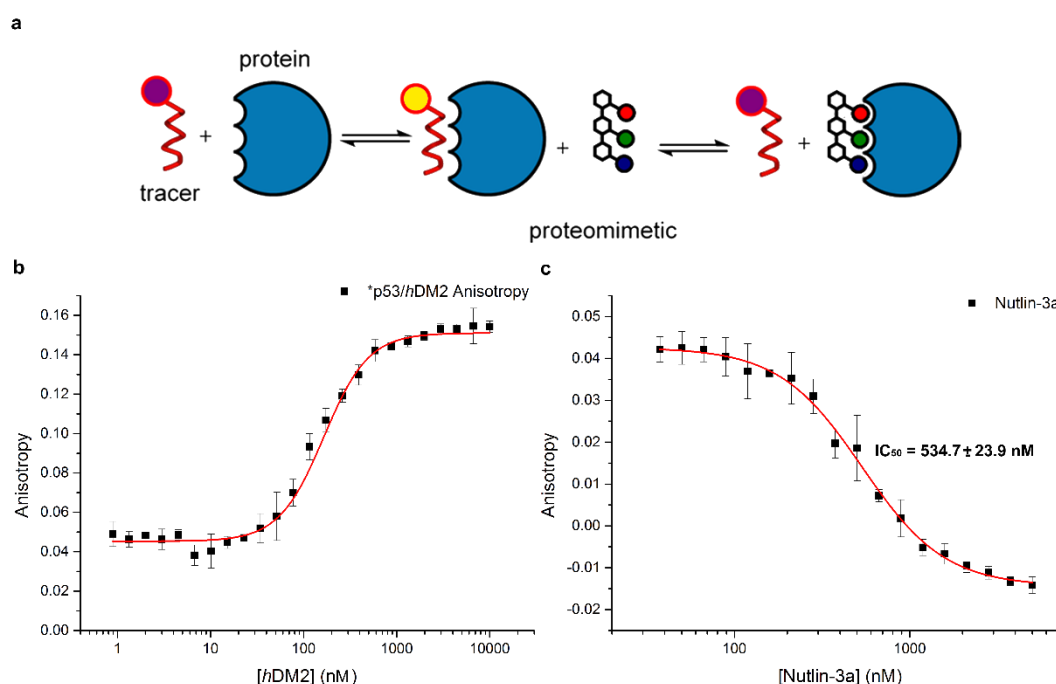 a
protein
+
+
+
tracer
proteomimetic
b
*p53/hDM2 Anisotropy
0.16
0.14
0.12
0.10
0.08
0.06
0.04
0.02
0.00
Anisotropy
1 10 100 1000 10000
[hDM2] (nM)
c
Nutlin-3a
0.05
0.04
0.03
0.02
0.01
0.00
-0.01
-0.02
Anisotropy
IC₅₀ = 534.7 ± 23.9 nM
100 1000
[Nutlin-3a] (nM)